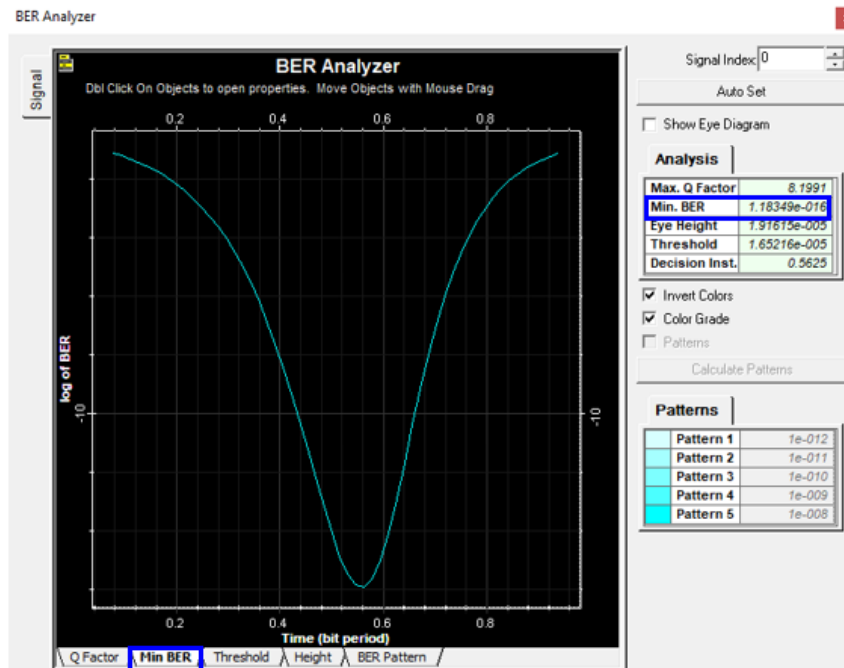 BER Analyzer
Signal
BER Analyzer
Dbl Click On Objects to open properties. Move Objects with Mouse Drag
0.2 0.4 0.6 0.8
log of BER
-10
-10
0.2 0.4 0.6 0.8
Time (bit period)
Q Factor Min BER Threshold Height BER Pattern
Signal Index: 0
Auto Set
Show Eye Diagram
Analysis
Max. Q Factor 8.1991
Min. BER 1.18349e-016
Eye Height 1.91615e-005
Threshold 1.65216e-005
Decision Inst. 0.5625
Invert Colors
Color Grade
Patterns
Calculate Patterns
Patterns
Pattern 1 1e-012
Pattern 2 1e-011
Pattern 3 1e-010
Pattern 4 1e-009
Pattern 5 1e-008